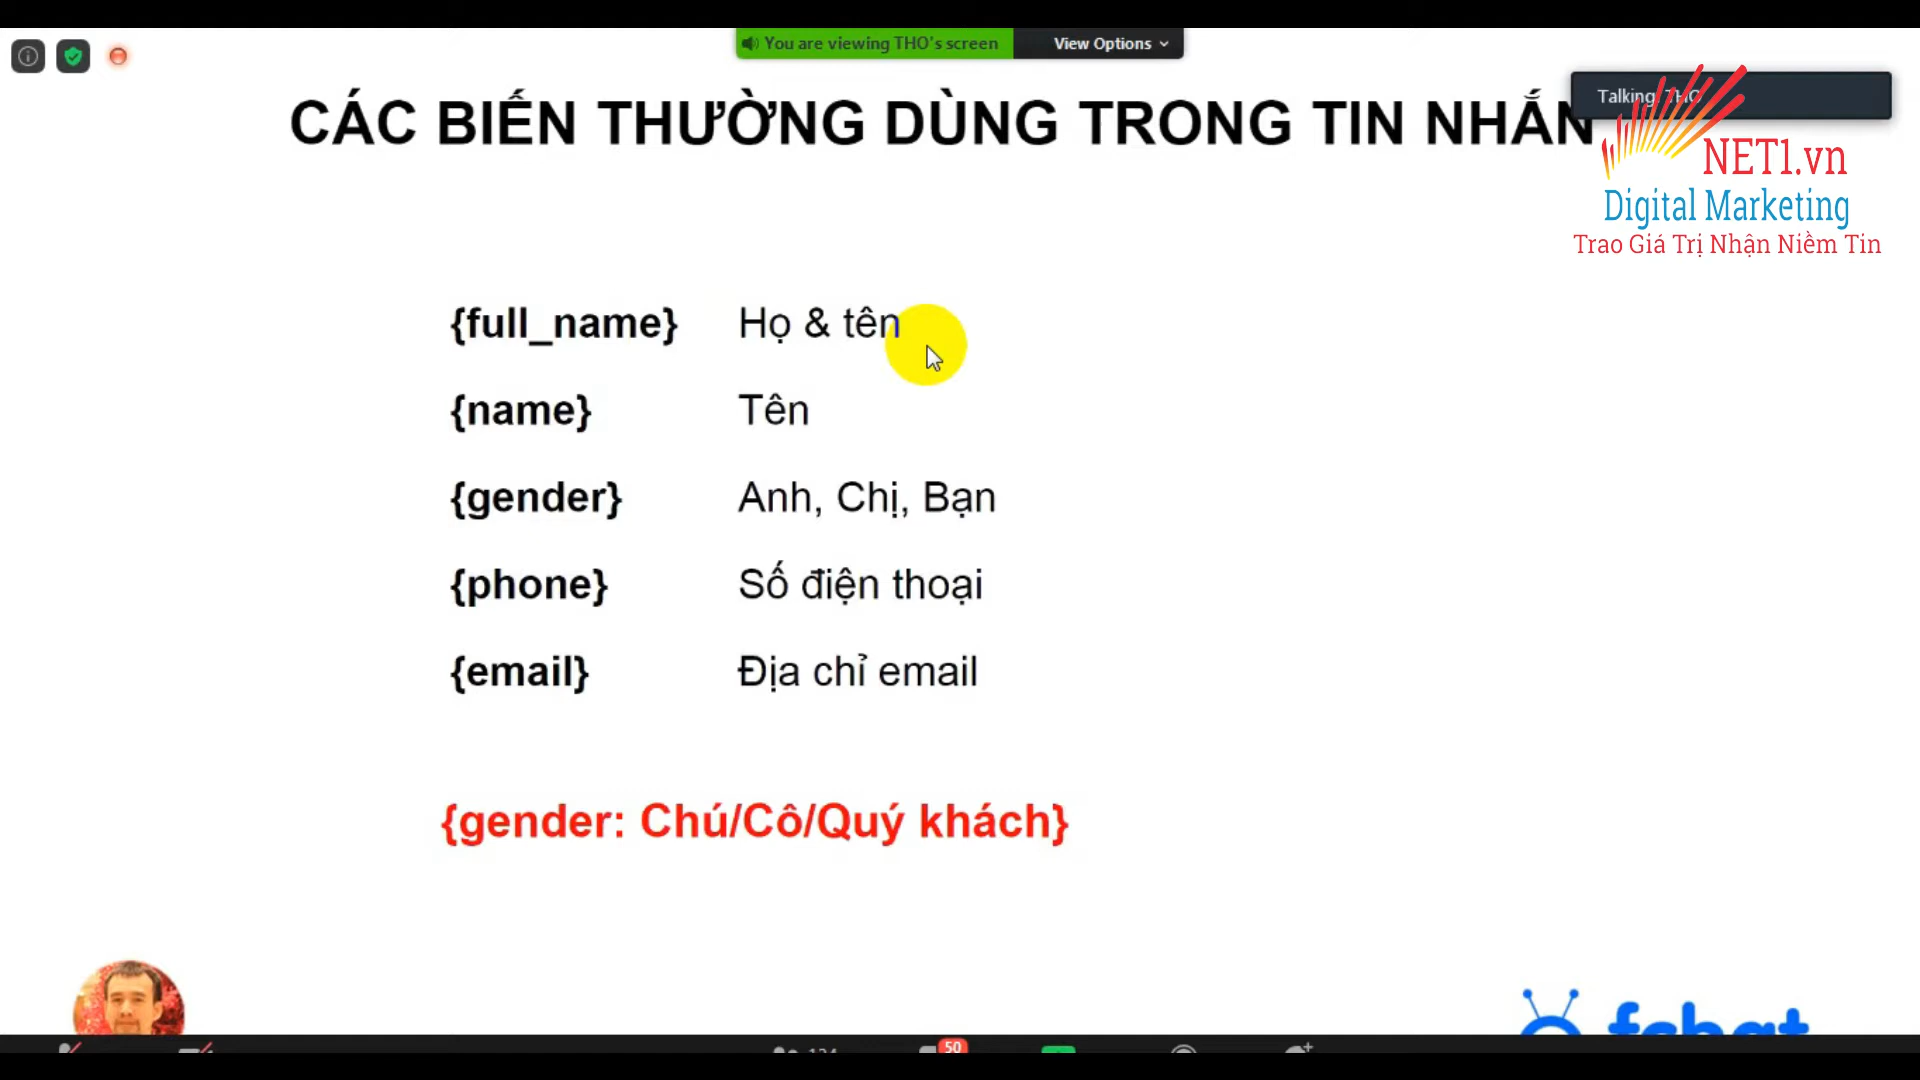 You are viewing THO's screen View Options
Talking: THO
CÁC BIẾN THƯỜNG DÙNG TRONG TIN NHẮN
NET1.vn
Digital Marketing
Trao Giá Trị Nhận Niềm Tin
{full_name} Họ & tên
{name} Tên
{gender} Anh, Chị, Bạn
{phone} Số điện thoại
{email} Địa chỉ email
{gender: Chú/Cô/Quý khách}
fchat
50